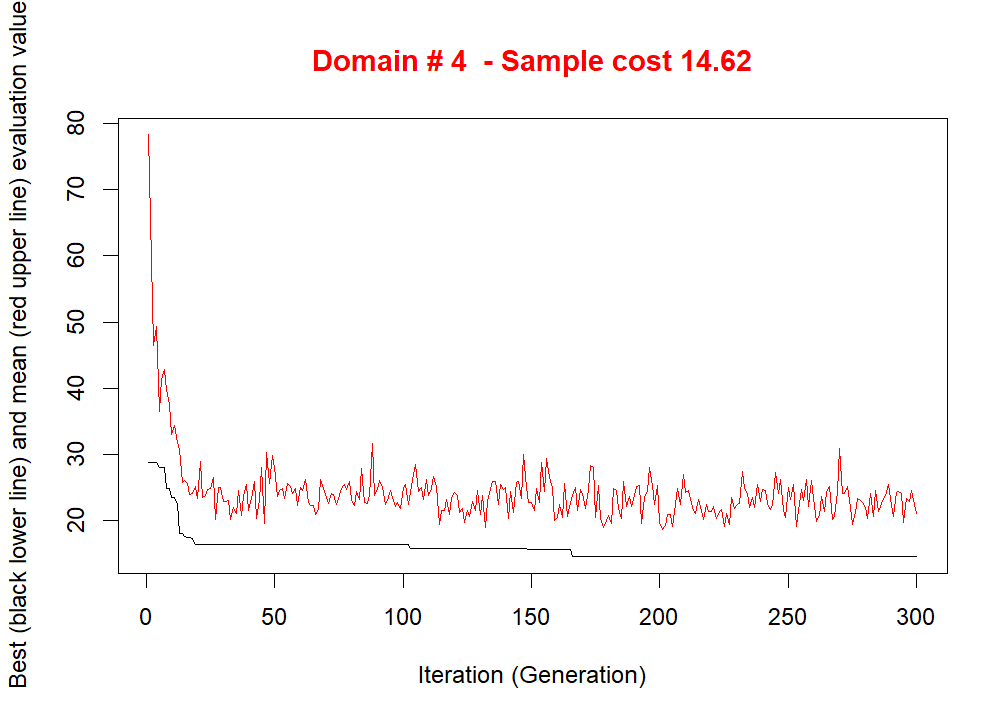 Domain # 4  - Sample cost 14.62
Best (black lower line) and mean (red upper line) evaluation value
80
70
60
50
40
30
20
0 50 100 150 200 250 300
Iteration (Generation)